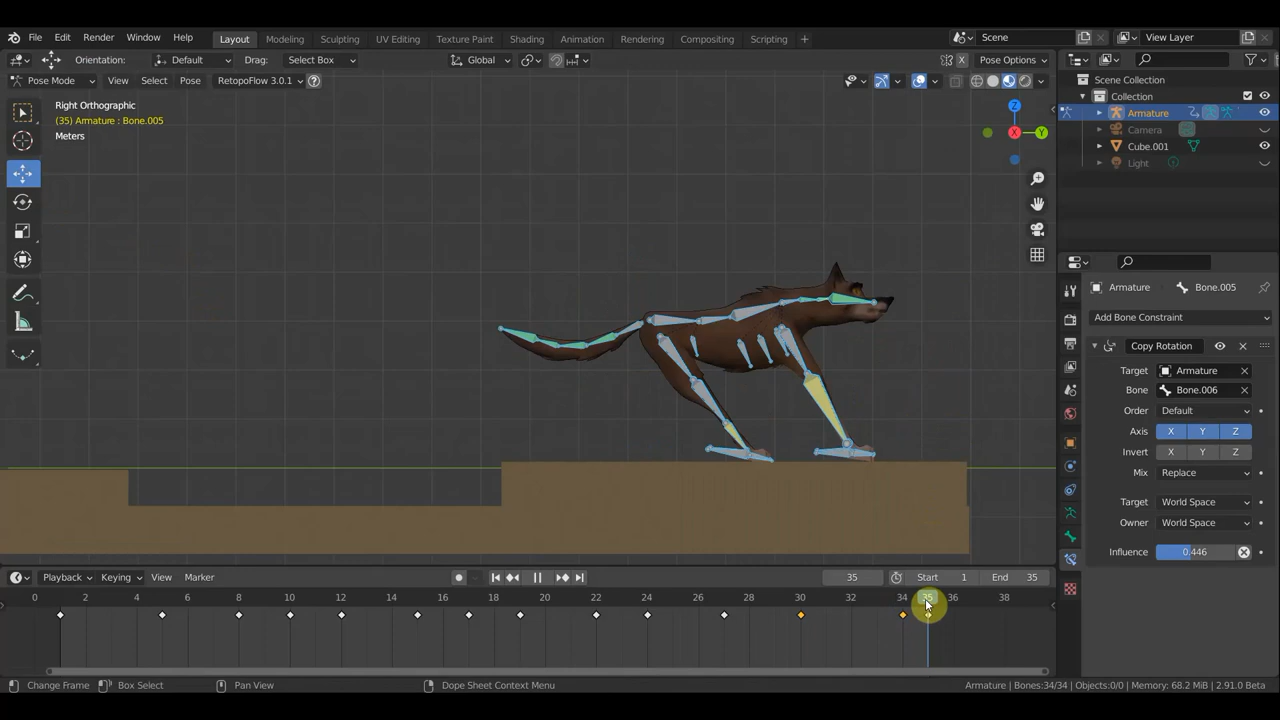 File Edit Render Window Help Layout Modeling Sculpting UV Editing Texture Paint Shading Animation Rendering Compositing Scripting + Scene View Layer
Orientation: Default Drag: Select Box Global X Pose Options
Pose Mode View Select Pose RetopoFlow 3.0.1 ?
Right Orthographic
(35) Armature : Bone.005
Meters
Z
X
Y
Scene Collection
Collection
Armature
Camera
Cube.001
Light
Armature Bone.005
Add Bone Constraint
Copy Rotation
Target Armature
Bone Bone.006
Order Default
Axis X Y Z
Invert X Y Z
Mix Replace
Target World Space
Owner World Space
Influence 0.446
Playback Keying View Marker 35 Start 1 End 35
0 2 4 6 8 10 12 14 16 18 20 22 24 26 28 30 32 34 35 36 38
Change Frame Box Select Pan View Dope Sheet Context Menu Armature | Bones:34/34 | Objects:0/0 | Memory: 68.2 MiB | 2.91.0 Beta